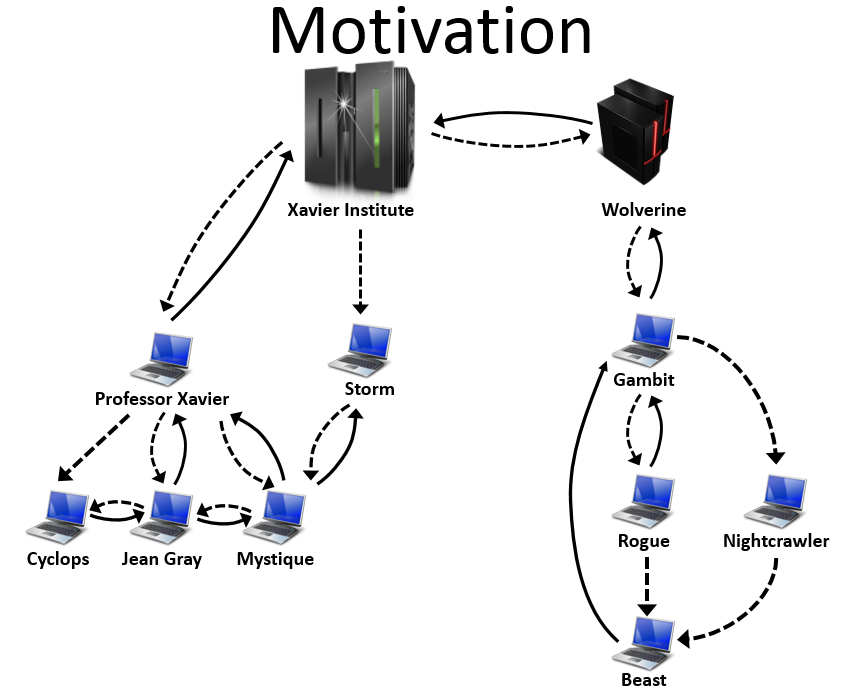 Motivation
Xavier Institute
Wolverine
Professor Xavier
Storm
Gambit
Cyclops
Jean Gray
Mystique
Rogue
Nightcrawler
Beast